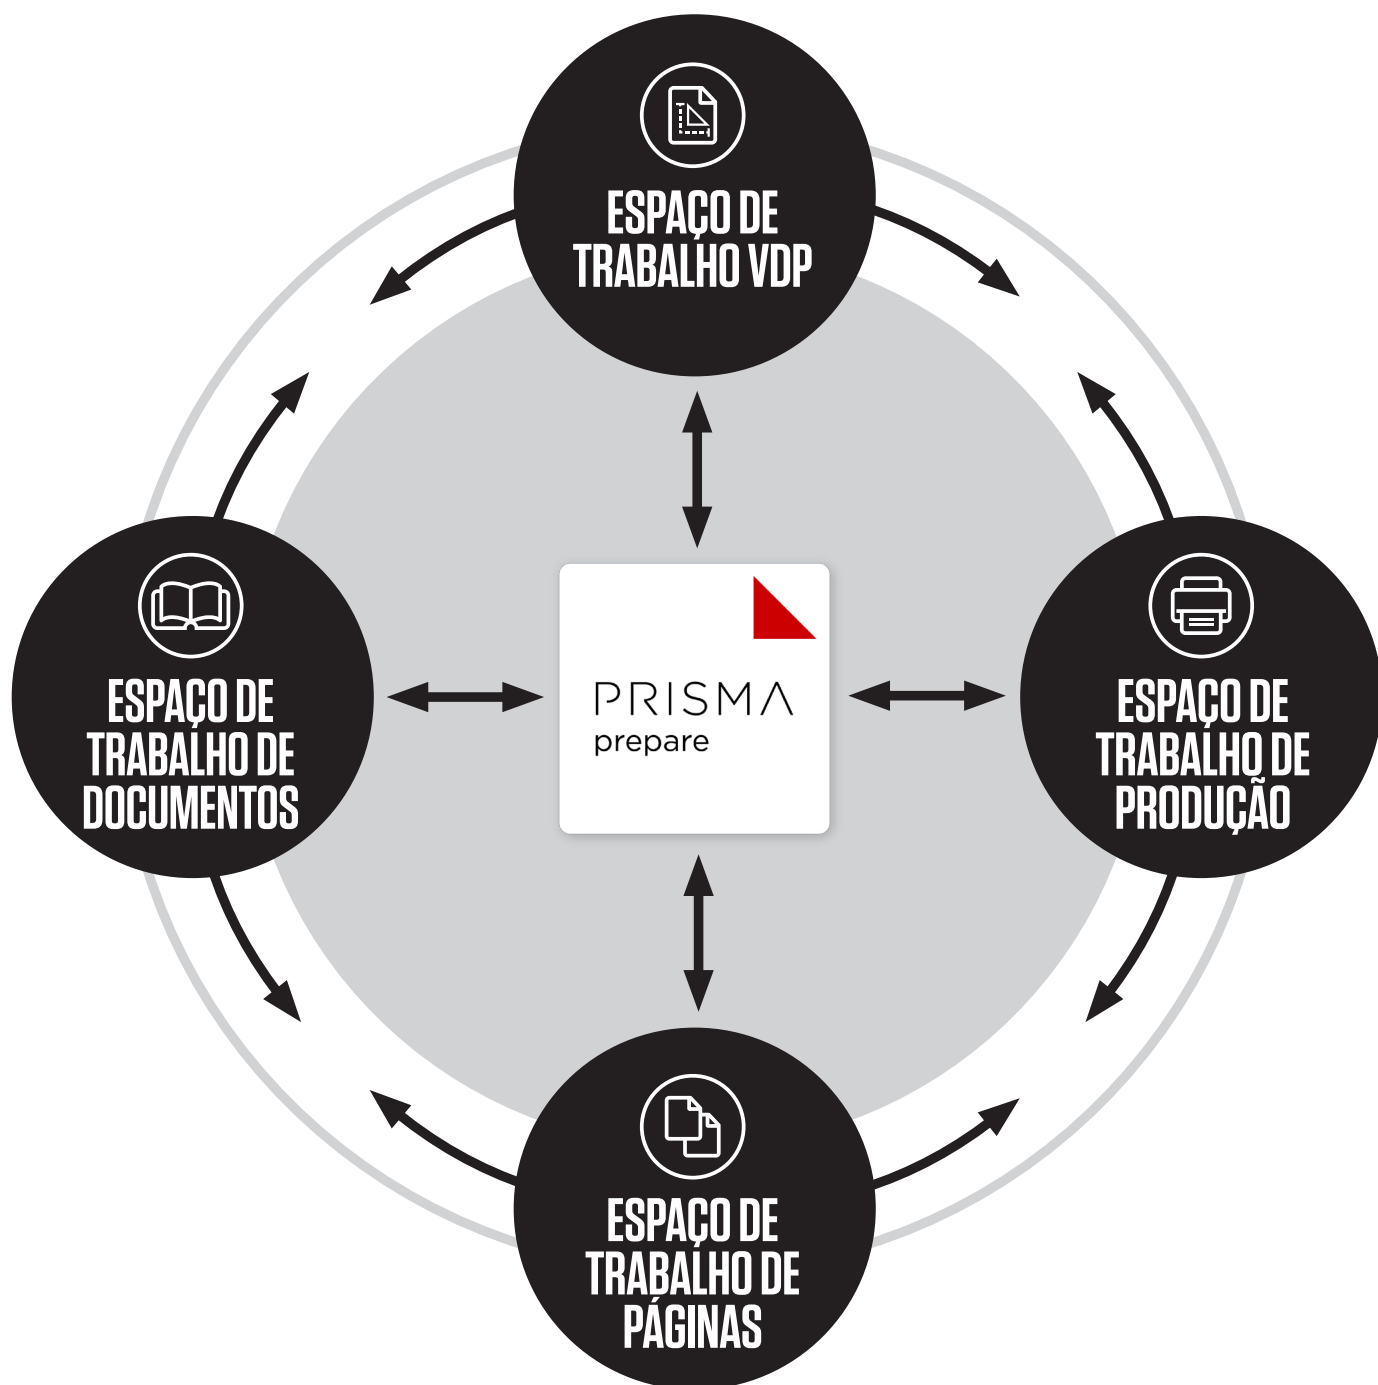 ESPAÇO DE
TRABALHO VDP
ESPAÇO DE
TRABALHO DE
DOCUMENTOS
PRISMA
prepare
ESPAÇO DE
TRABALHO DE
PRODUÇÃO
ESPAÇO DE
TRABALHO DE
PÁGINAS